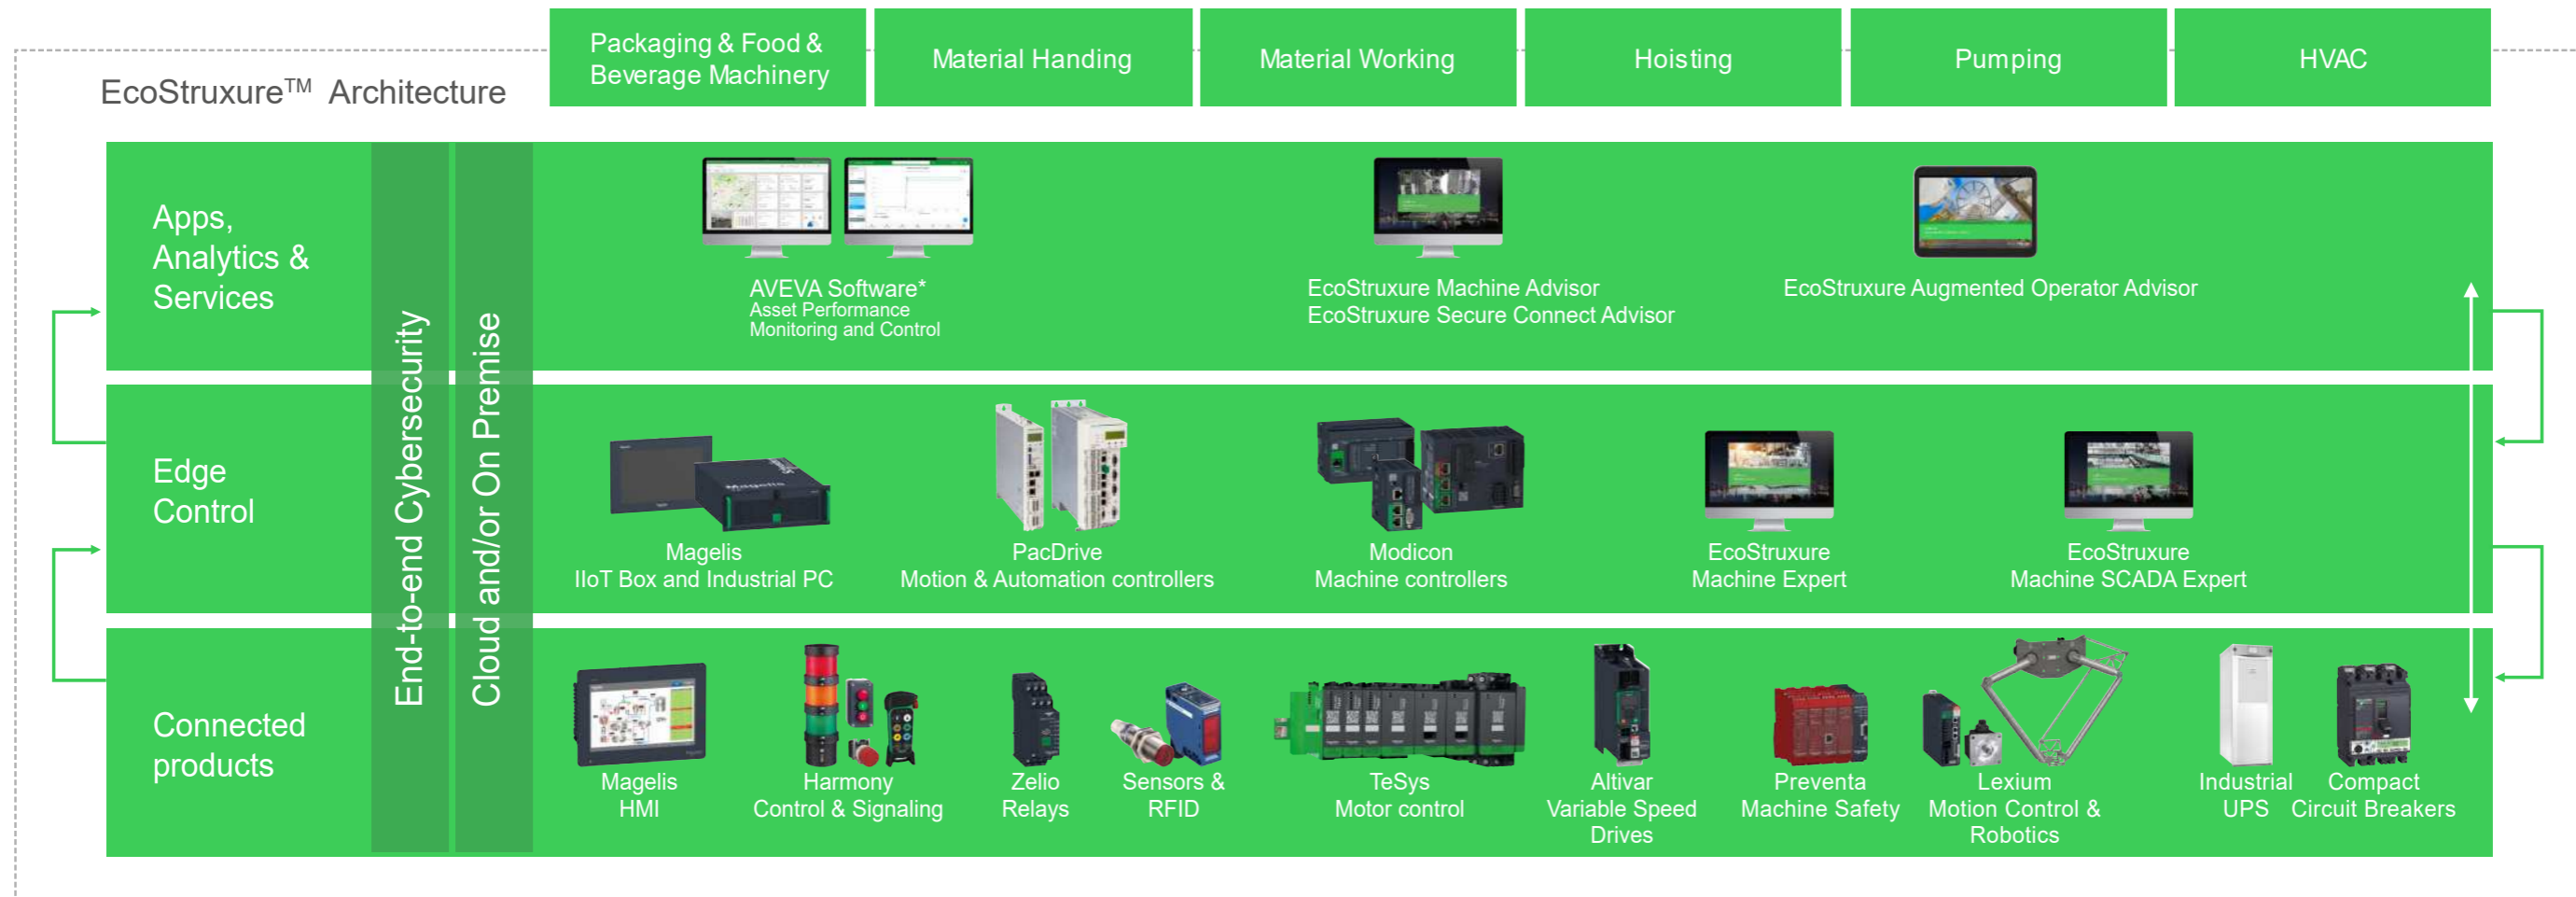 Packaging & Food &
Beverage Machinery
Material Handing
Material Working
Hoisting
Pumping
HVAC
EcoStruxure™ Architecture
Apps,
Analytics &
Services
End-to-end Cybersecurity
Cloud and/or On Premise
AVEVA Software*
Asset Performance
Monitoring and Control
EcoStruxure Machine Advisor
EcoStruxure Secure Connect Advisor
EcoStruxure Augmented Operator Advisor
Edge
Control
Magelis
Magelis
IIoT Box and Industrial PC
PacDrive
Motion & Automation controllers
Modicon
Machine controllers
EcoStruxure
Machine Expert
EcoStruxure
Machine SCADA Expert
Connected
products
Magelis
HMI
Harmony
Control & Signaling
Zelio
Relays
Sensors &
RFID
TeSys
Motor control
Altivar
Variable Speed
Drives
Preventa
Machine Safety
Lexium
Motion Control &
Robotics
Industrial
UPS
Compact
Circuit Breakers